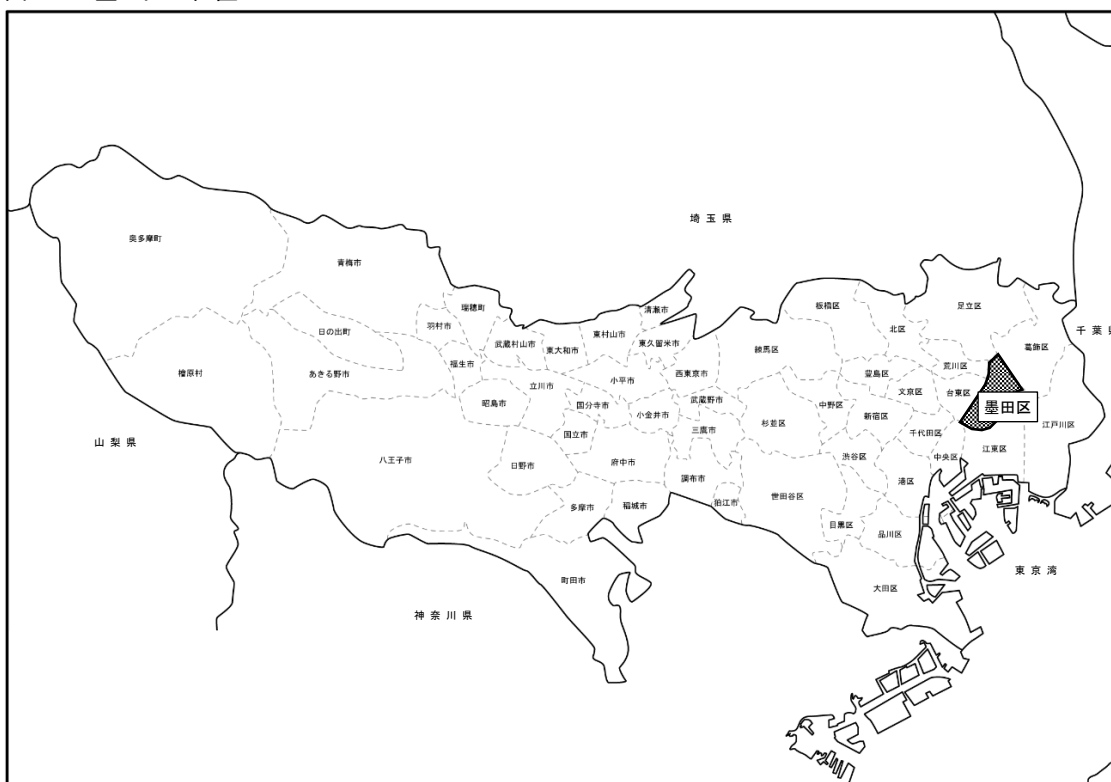 埼玉県
奥多摩町
青梅市
清瀬市
瑞穂町
板橋区
足立区
羽村市
日の出町
東村山市
北区
千葉県
武蔵村山市
東大和市
東久留米市
練馬区
葛飾区
福生市
西東京市
荒川区
檜原村
あきる野市
小平市
豊島区
立川市
文京区
台東区
昭島市
国分寺市
武蔵野市
中野区
墨田区
小金井市
新宿区
杉並区
江戸川区
国立市
三鷹市
千代田区
山梨県
江東区
八王子市
日野市
府中市
渋谷区
中央区
調布市
港区
世田谷区
多摩市
稲城市
狛江市
目黒区
品川区
東京湾
町田市
大田区
神奈川県